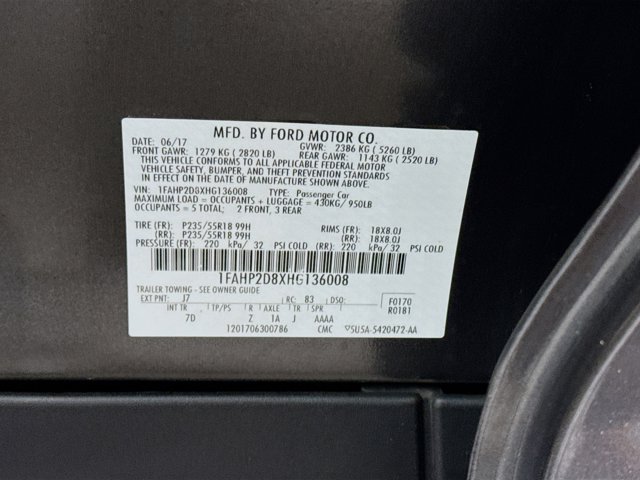 MFD. BY FORD MOTOR CO.
DATE: 06/17 GVWR: 2386 KG ( 5260 LB)
FRONT GAWR: 1279 KG ( 2820 LB) REAR GAWR: 1143 KG ( 2520 LB)
THIS VEHICLE CONFORMS TO ALL APPLICABLE FEDERAL MOTOR
VEHICLE SAFETY, BUMPER, AND THEFT PREVENTION STANDARDS
IN EFFECT ON THE DATE OF MANUFACTURE SHOWN ABOVE.
VIN: 1FAHP2D8XHG136008 TYPE: Passenger Car
MAXIMUM LOAD = OCCUPANTS + LUGGAGE = 430KG/ 950LB
OCCUPANTS = 5 TOTAL; 2 FRONT, 3 REAR
TIRE (FR): P235/55R18 99H RIMS (FR): 18X8.0J
(RR): P235/55R18 99H (RR): 18X8.0J
PRESSURE(FR): 220 kPa/ 32 PSI COLD (RR) 220 kPa/ 32 PSI COLD
1FAHP2D8XHG136008
TRAILER TOWING - SEE OWNER GUIDE
EXT PNT: J7 RC: 83 DSO: F0170
INT TR TP/PS R AXLE TR SPR R0181
7D Z 1A J AAAA
1201706300786 CMC 5U5A-5420472-AA